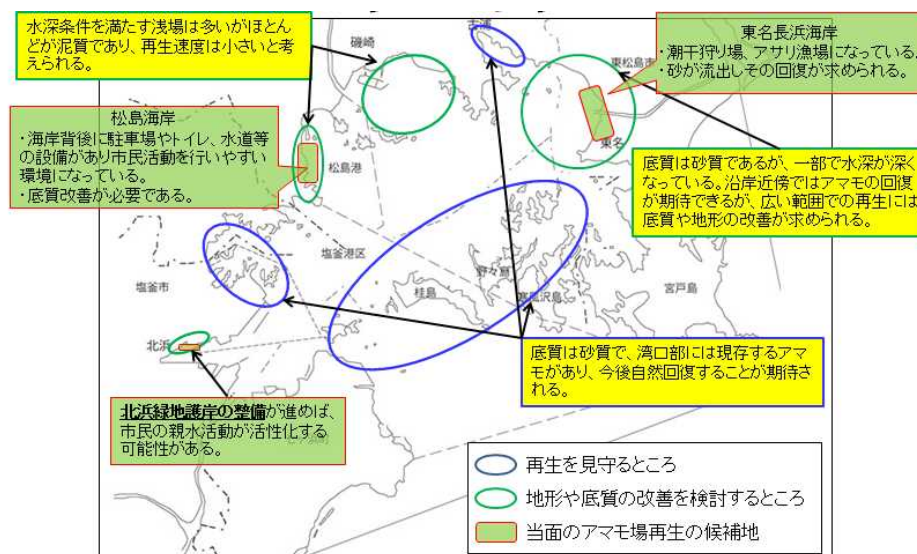 水深条件を満たす浅場は多いがほとん
どが泥質であり、再生速度は小さいと考
えられる。
磯崎
古浦
東名長浜海岸
・潮干狩り場、アサリ漁場になっている。
・砂が流出しその回復が求められる。
東松島市
東名
松島海岸
・海岸背後に駐車場やトイレ、水道等
の設備があり市民活動を行いやすい
環境になっている。
・底質改善が必要である。
松島港
底質は砂質であるが、一部で水深が深く
なっている。沿岸近傍ではアマモの回復
が期待できるが、広い範囲での再生には
底質や地形の改善が求められる。
塩釜港区
塩釜市
野々島
桂島
寒風沢島
宮戸島
北浜
底質は砂質で、湾口部には現存するアマ
モがあり、今後自然回復することが期待さ
れる。
北浜緑地護岸の整備が進めば、
市民の親水活動が活性化する
可能性がある。
再生を見守るところ
地形や底質の改善を検討するところ
当面のアマモ場再生の候補地